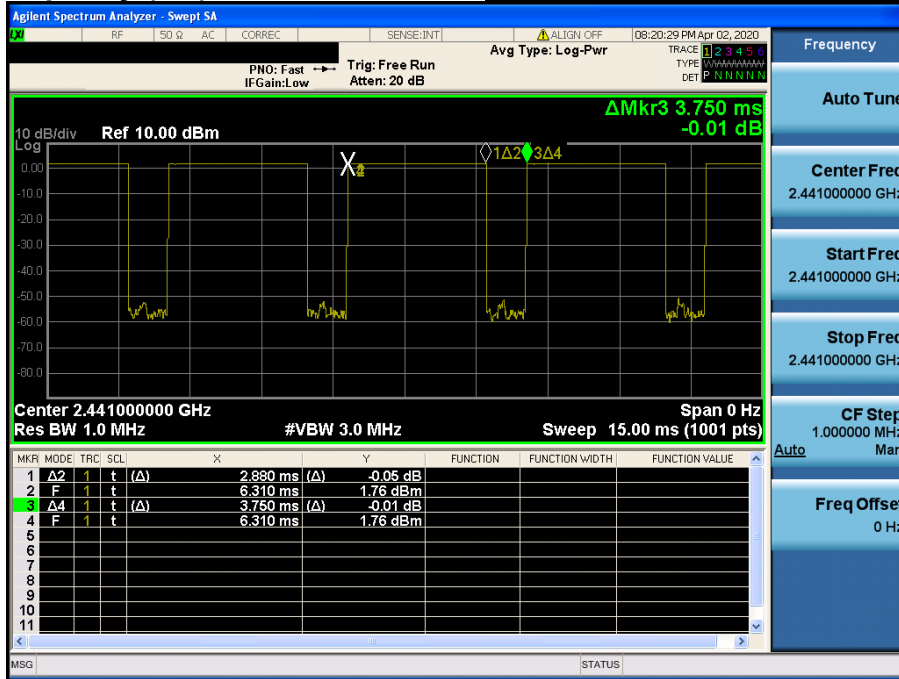 Agilent Spectrum Analyzer - Swept SA
LXI RF 50 Ω AC CORREC SENSE:INT ALIGN OFF 08:20:29 PM Apr 02, 2020
Avg Type: Log-Pwr TRACE 1 2 3 4 5 6
PNO: Fast Trig: Free Run TYPE WWWWWW
IFGain:Low Atten: 20 dB DET P N N N N N
ΔMkr3 3.750 ms
-0.01 dB
10 dB/div Ref 10.00 dBm
Log
1Δ2 3Δ4
0.00
-10.0
-20.0
-30.0
-40.0
-50.0
-60.0
-70.0
-80.0
Center 2.441000000 GHz Span 0 Hz
Res BW 1.0 MHz #VBW 3.0 MHz Sweep 15.00 ms (1001 pts)
MKR MODE TRC SCL X Y FUNCTION FUNCTION WIDTH FUNCTION VALUE
1 Δ2 1 t (Δ) 2.880 ms (Δ) -0.05 dB
2 F 1 t 6.310 ms 1.76 dBm
3 Δ4 1 t (Δ) 3.750 ms (Δ) -0.01 dB
4 F 1 t 6.310 ms 1.76 dBm
5
6
7
8
9
10
11
MSG STATUS
Frequency
Auto Tune
Center Freq
2.441000000 GHz
Start Freq
2.441000000 GHz
Stop Freq
2.441000000 GHz
CF Step
1.000000 MHz
Auto Man
Freq Offset
0 Hz